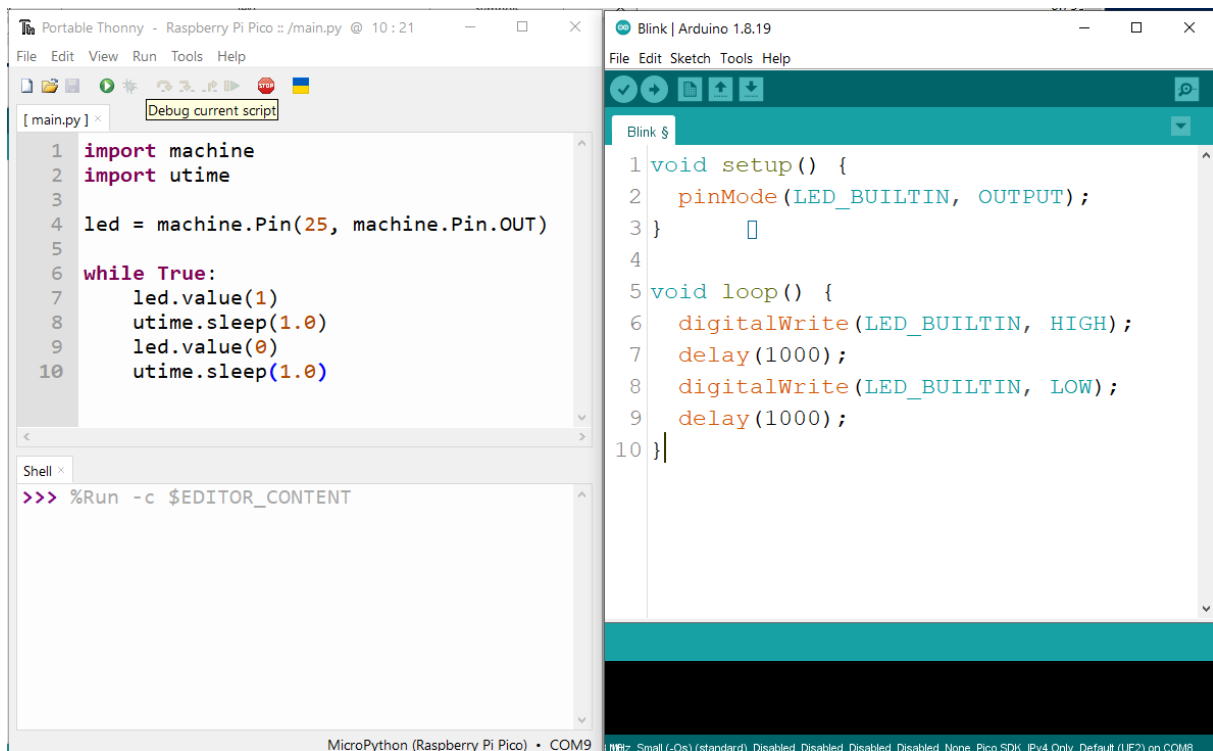 Portable Thonny - Raspberry Pi Pico :: /main.py @ 10 : 21
File Edit View Run Tools Help
STOP
Debug current script
[ main.py ] ×
1 import machine
2 import utime
3
4 led = machine.Pin(25, machine.Pin.OUT)
5
6 while True:
7 led.value(1)
8 utime.sleep(1.0)
9 led.value(0)
10 utime.sleep(1.0)
Shell ×
>>> %Run -c $EDITOR_CONTENT
MicroPython (Raspberry Pi Pico) • COM9
Blink | Arduino 1.8.19
File Edit Sketch Tools Help
Blink §
1 void setup() {
2 pinMode(LED_BUILTIN, OUTPUT);
3 }
4
5 void loop() {
6 digitalWrite(LED_BUILTIN, HIGH);
7 delay(1000);
8 digitalWrite(LED_BUILTIN, LOW);
9 delay(1000);
10 }
MHz, Small (-Os) (standard), Disabled, Disabled, Disabled, Disabled, None, Pico SDK, IPv4 Only, Default (UF2) on COM8